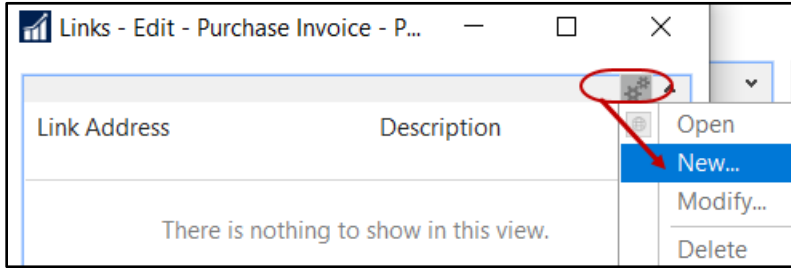 Links - Edit - Purchase Invoice - P...
Link Address
Description
Open
New...
Modify...
There is nothing to show in this view.
Delete